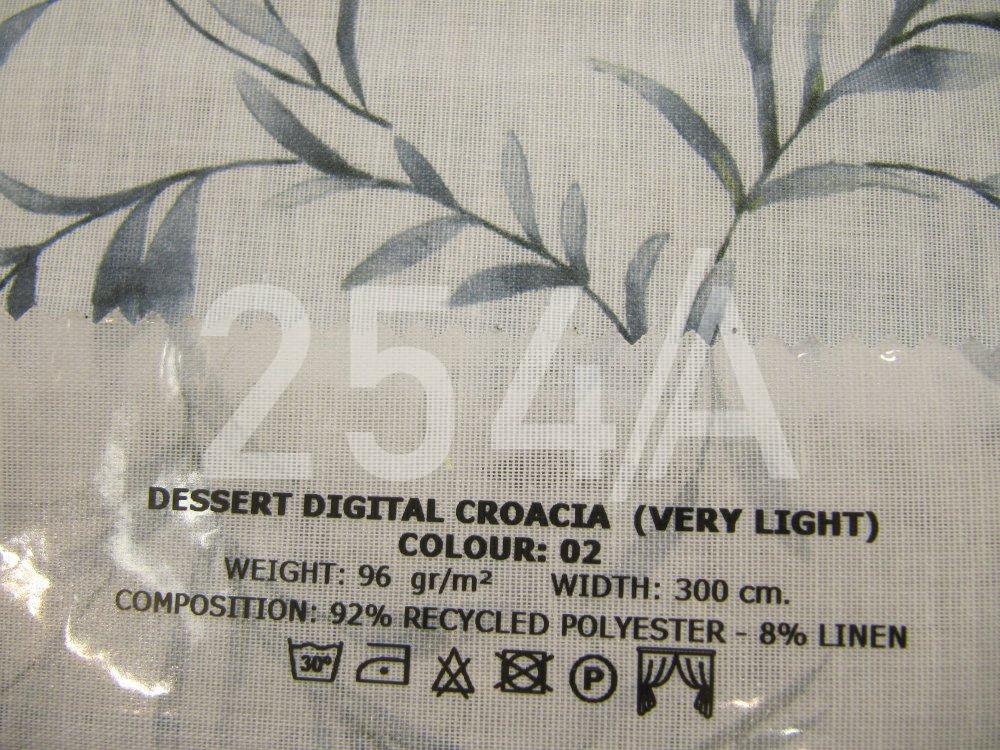 254/A
DESSERT DIGITAL CROACIA (VERY LIGHT)
COLOUR: 02
WEIGHT: 96 gr/m² WIDTH: 300 cm.
COMPOSITION: 92% RECYCLED POLYESTER - 8% LINEN
30° P